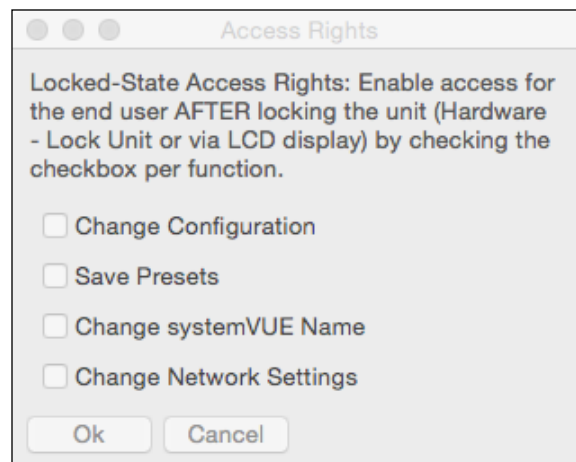 Access Rights
Locked-State Access Rights: Enable access for
the end user AFTER locking the unit (Hardware
- Lock Unit or via LCD display) by checking the
checkbox per function.
Change Configuration
Save Presets
Change systemVUE Name
Change Network Settings
Ok Cancel